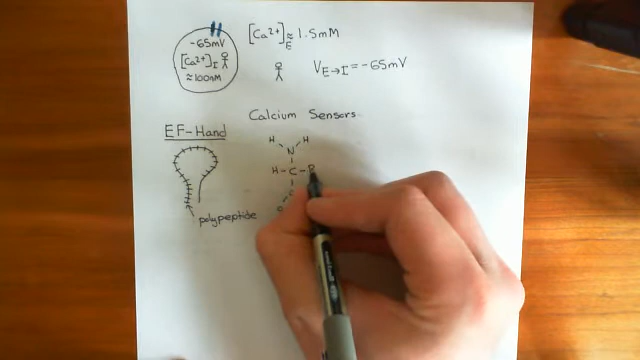 -65mV
[Ca²⁺]I
≈100nM
[Ca²⁺]E ≈ 1.5mM
VE→I = -65mV
Calcium Sensors
EF-Hand
polypeptide
H H
N
H-C-R